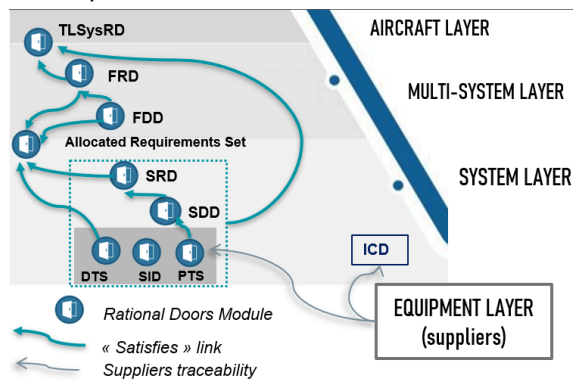 TLSysRD
AIRCRAFT LAYER
FRD
MULTI-SYSTEM LAYER
FDD
Allocated Requirements Set
SRD
SYSTEM LAYER
SDD
DTS
SID
PTS
ICD
EQUIPMENT LAYER
(suppliers)
Rational Doors Module
« Satisfies » link
Suppliers traceability